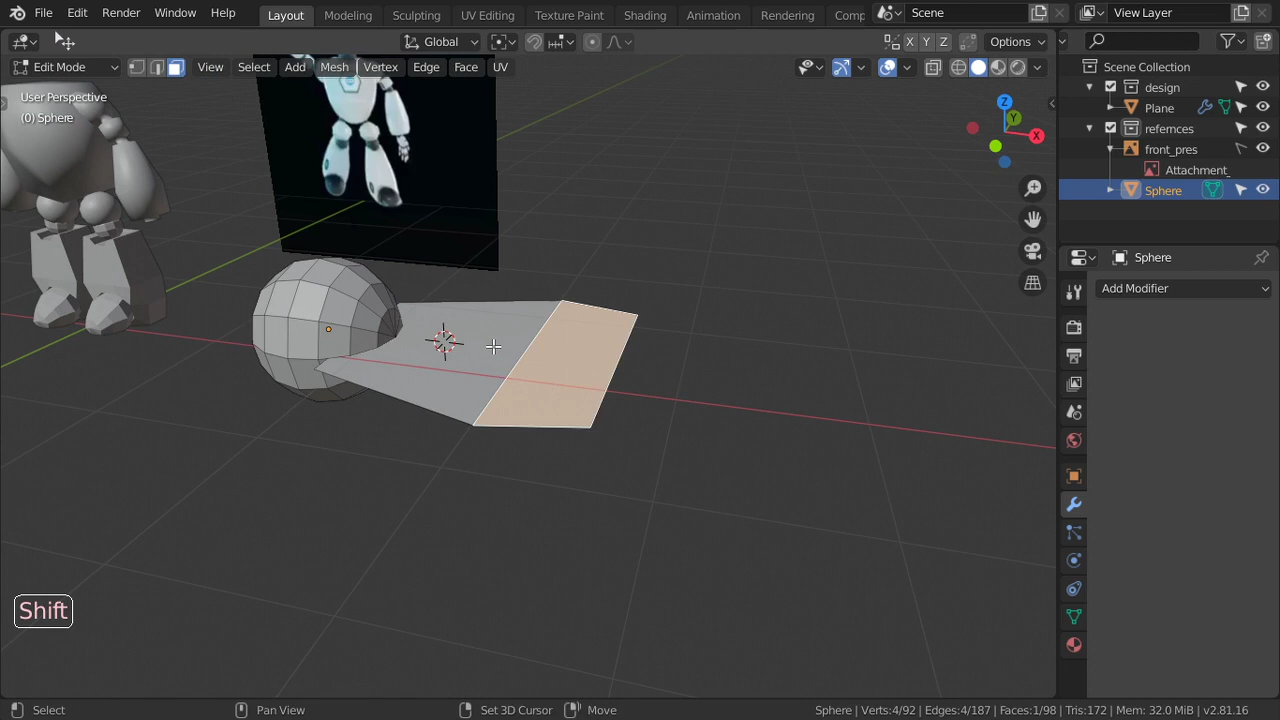 File Edit Render Window Help Layout Modeling Sculpting UV Editing Texture Paint Shading Animation Rendering Comp Scene View Layer
Global X Y Z Options
Edit Mode View Select Add Mesh Vertex Edge Face UV
User Perspective
(0) Sphere
Z
Y
X
Scene Collection
design
Plane
refernces
front_pres
Attachment_
Sphere
Sphere
Add Modifier
Shift
Select Pan View Set 3D Cursor Move Sphere | Verts:4/92 | Edges:4/187 | Faces:1/98 | Tris:172 | Mem: 32.0 MiB | v2.81.16